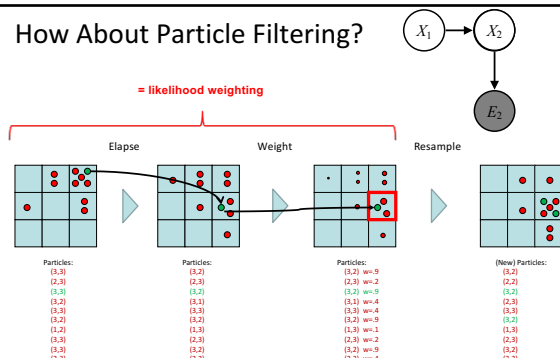 How About Particle Filtering?
X₁
X₂
E₂
= likelihood weighting
Elapse
Weight
Resample
Particles:
(3,3)
(2,3)
(3,3)
(3,2)
(3,3)
(3,2)
(1,2)
(3,3)
(3,3)
Particles:
(3,2)
(2,3)
(3,2)
(3,1)
(3,3)
(3,2)
(1,3)
(2,3)
(3,2)
Particles:
(3,2) w=.9
(2,3) w=.2
(3,2) w=.9
(3,1) w=.4
(3,3) w=.4
(3,2) w=.9
(1,3) w=.1
(2,3) w=.2
(3,2) w=.9
(New) Particles:
(3,2)
(2,2)
(3,2)
(2,3)
(3,3)
(3,2)
(1,3)
(2,3)
(3,2)